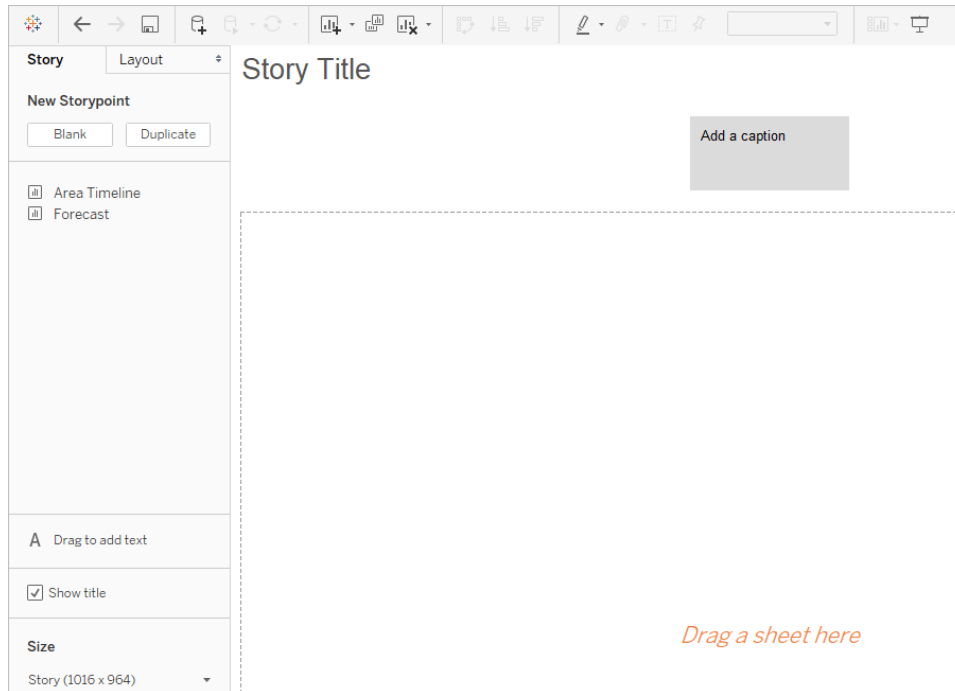 Story
Layout
Story Title
New Storypoint
Blank
Duplicate
Add a caption
Area Timeline
Forecast
A Drag to add text
Show title
Drag a sheet here
Size
Story (1016 x 964)